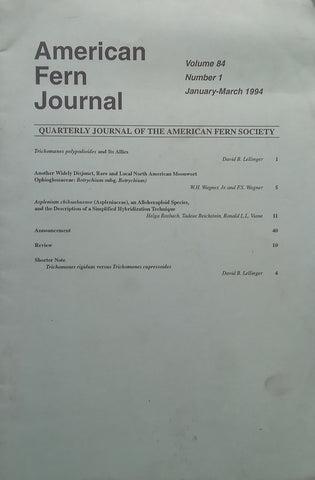 American
Fern
Journal
Volume 84
Number 1
January-March 1994
QUARTERLY JOURNAL OF THE AMERICAN FERN SOCIETY
Trichomanes polypodioides and Its Allies
David B. Lellinger 1
Another Widely Disjunct, Rare and Local North American Moonwort
Ophioglossaceae: Botrychium subg. Botrychium)
W.H. Wagner, Jr. and F.S. Wagner 5
Asplenium chihuahuense (Aspleniaceae), an Allohexaploid Species,
and the Description of a Simplified Hybridization Technique
Helga Rasbach, Tadeus Reichstein, Ronald L.L. Viane 11
Announcement 40
Review 10
Shorter Note
Trichomanes rigidum versus Trichomanes cupressoides
David B. Lellinger 4